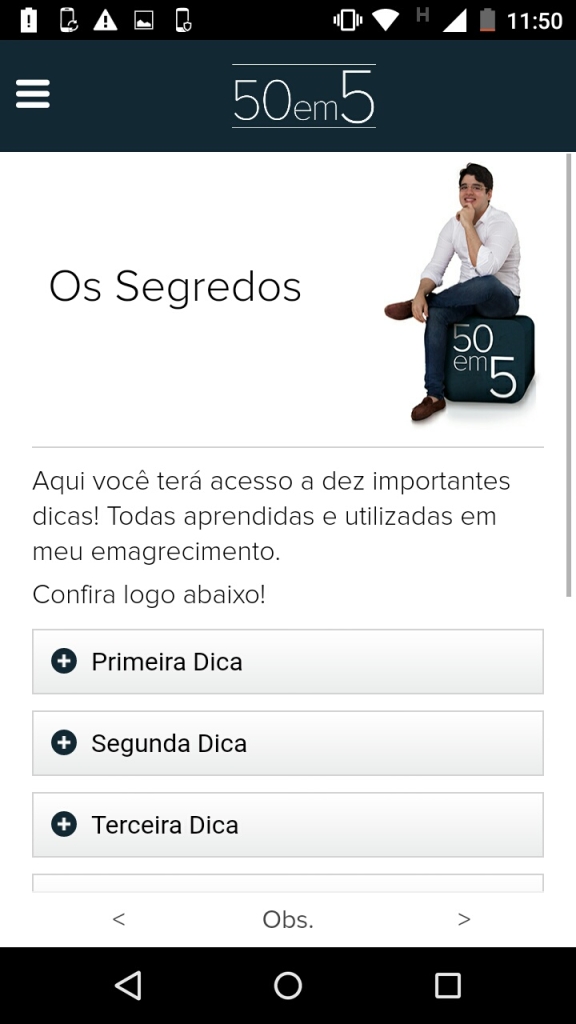 H 11:50
50em5
Os Segredos
50
em 5
Aqui você terá acesso a dez importantes
dicas! Todas aprendidas e utilizadas em
meu emagrecimento.
Confira logo abaixo!
Primeira Dica
Segunda Dica
Terceira Dica
< Obs. >